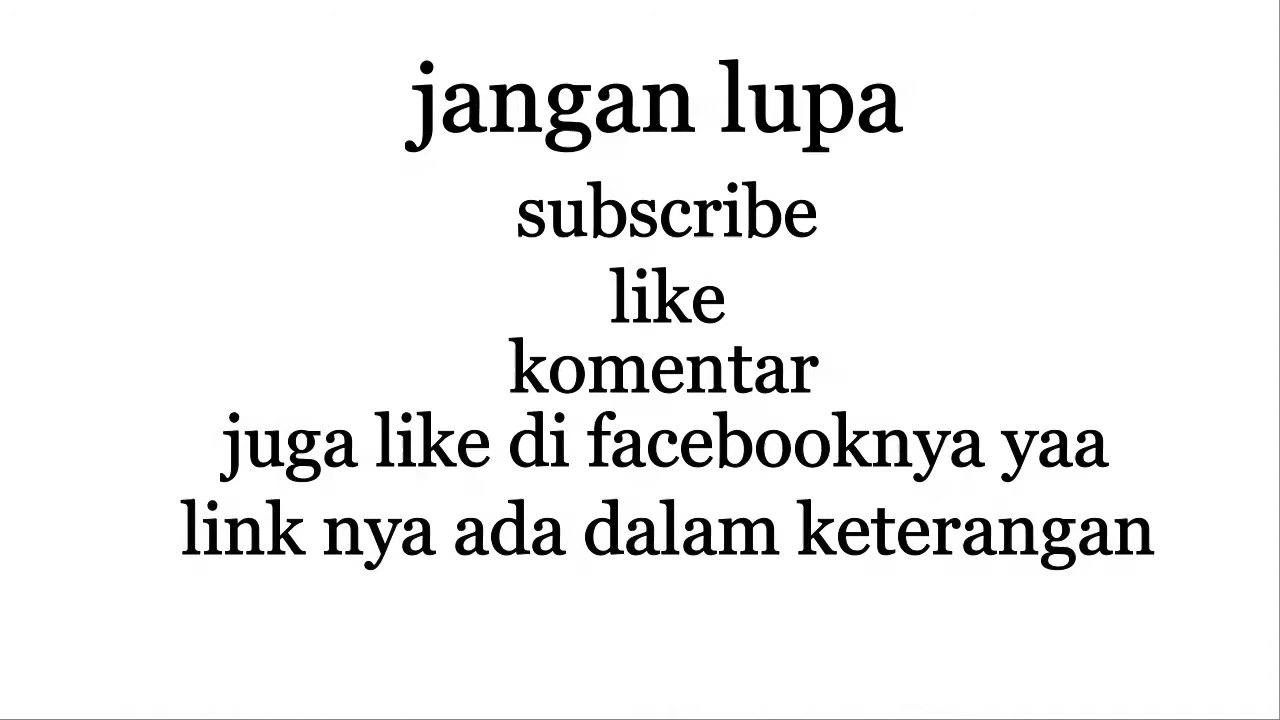 jangan lupa
subscribe
like
komentar
juga like di facebooknya yaa
link nya ada dalam keterangan